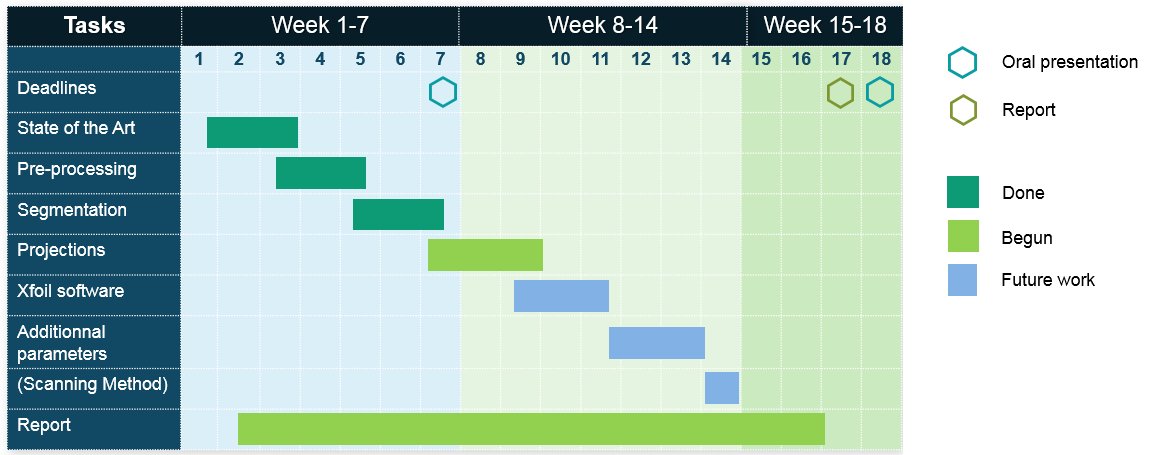 Tasks Week 1-7 Week 8-14 Week 15-18
1 2 3 4 5 6 7 8 9 10 11 12 13 14 15 16 17 18
Deadlines
State of the Art
Pre-processing
Segmentation
Projections
Xfoil software
Additionnal
parameters
(Scanning Method)
Report
Oral presentation
Report
Done
Begun
Future work